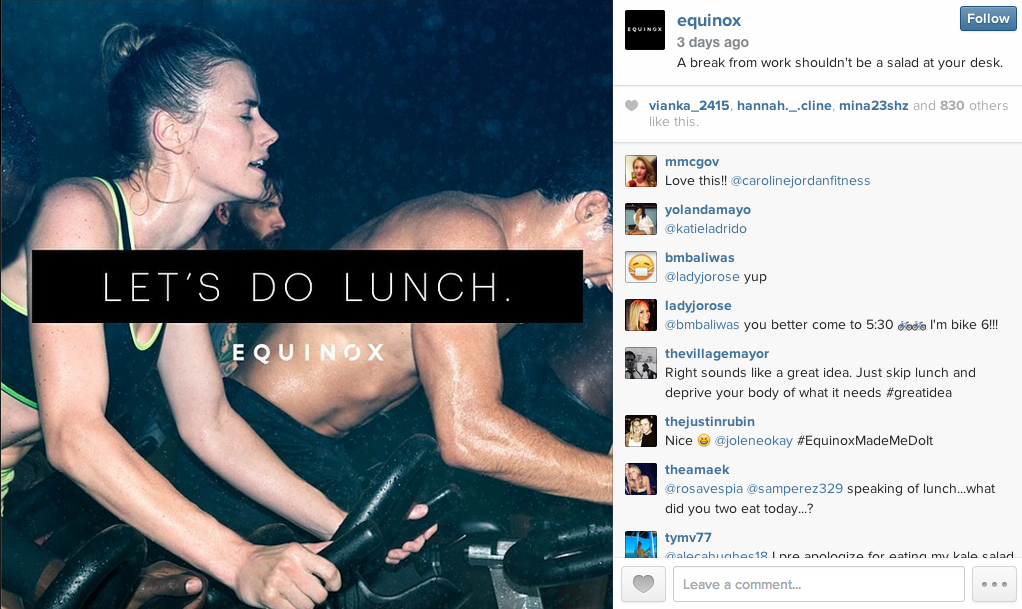 LET'S DO LUNCH.
EQUINOX
EQUINOX
equinox
Follow
3 days ago
A break from work shouldn't be a salad at your desk.
vianka_2415, hannah._.cline, mina23shz and 830 others
like this.
mmcgov
Love this!! @carolinejordanfitness
yolandamayo
@katieladrido
bmbaliwas
@ladyjorose yup
ladyjorose
@bmbaliwas you better come to 5:30 🚲🚲 I'm bike 6!!!
thevillagemayor
Right sounds like a great idea. Just skip lunch and
deprive your body of what it needs #greatidea
thejustinrubin
Nice 😄 @joleneokay #EquinoxMadeMeDoIt
theamaek
@rosavespia @samperez329 speaking of lunch...what
did you two eat today...?
tymv77
@alecahughes18 I pre apologize for eating my kale salad
Leave a comment...